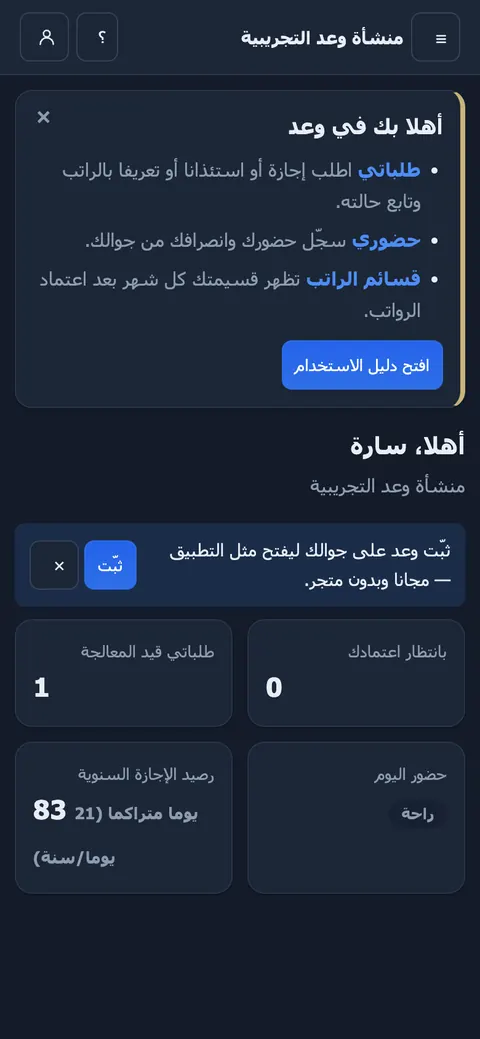 ≡ منشأة وعد التجريبية ؟
أهلا بك في وعد ×
• طلباتي اطلب إجازة أو استئذانا أو تعريفا بالراتب
وتابع حالته.
• حضوري سجّل حضورك وانصرافك من جوالك.
• قسائم الراتب تظهر قسيمتك كل شهر بعد اعتماد
الرواتب.
افتح دليل الاستخدام
أهلا، سارة
منشأة وعد التجريبية
ثبّت وعد على جوالك ليفتح مثل التطبيق
— مجانا وبدون متجر.
ثبّت ×
بانتظار اعتمادك
0
طلباتي قيد المعالجة
1
حضور اليوم
راحة
رصيد الإجازة السنوية
83 يوما متراكما (21
يوما/سنة)